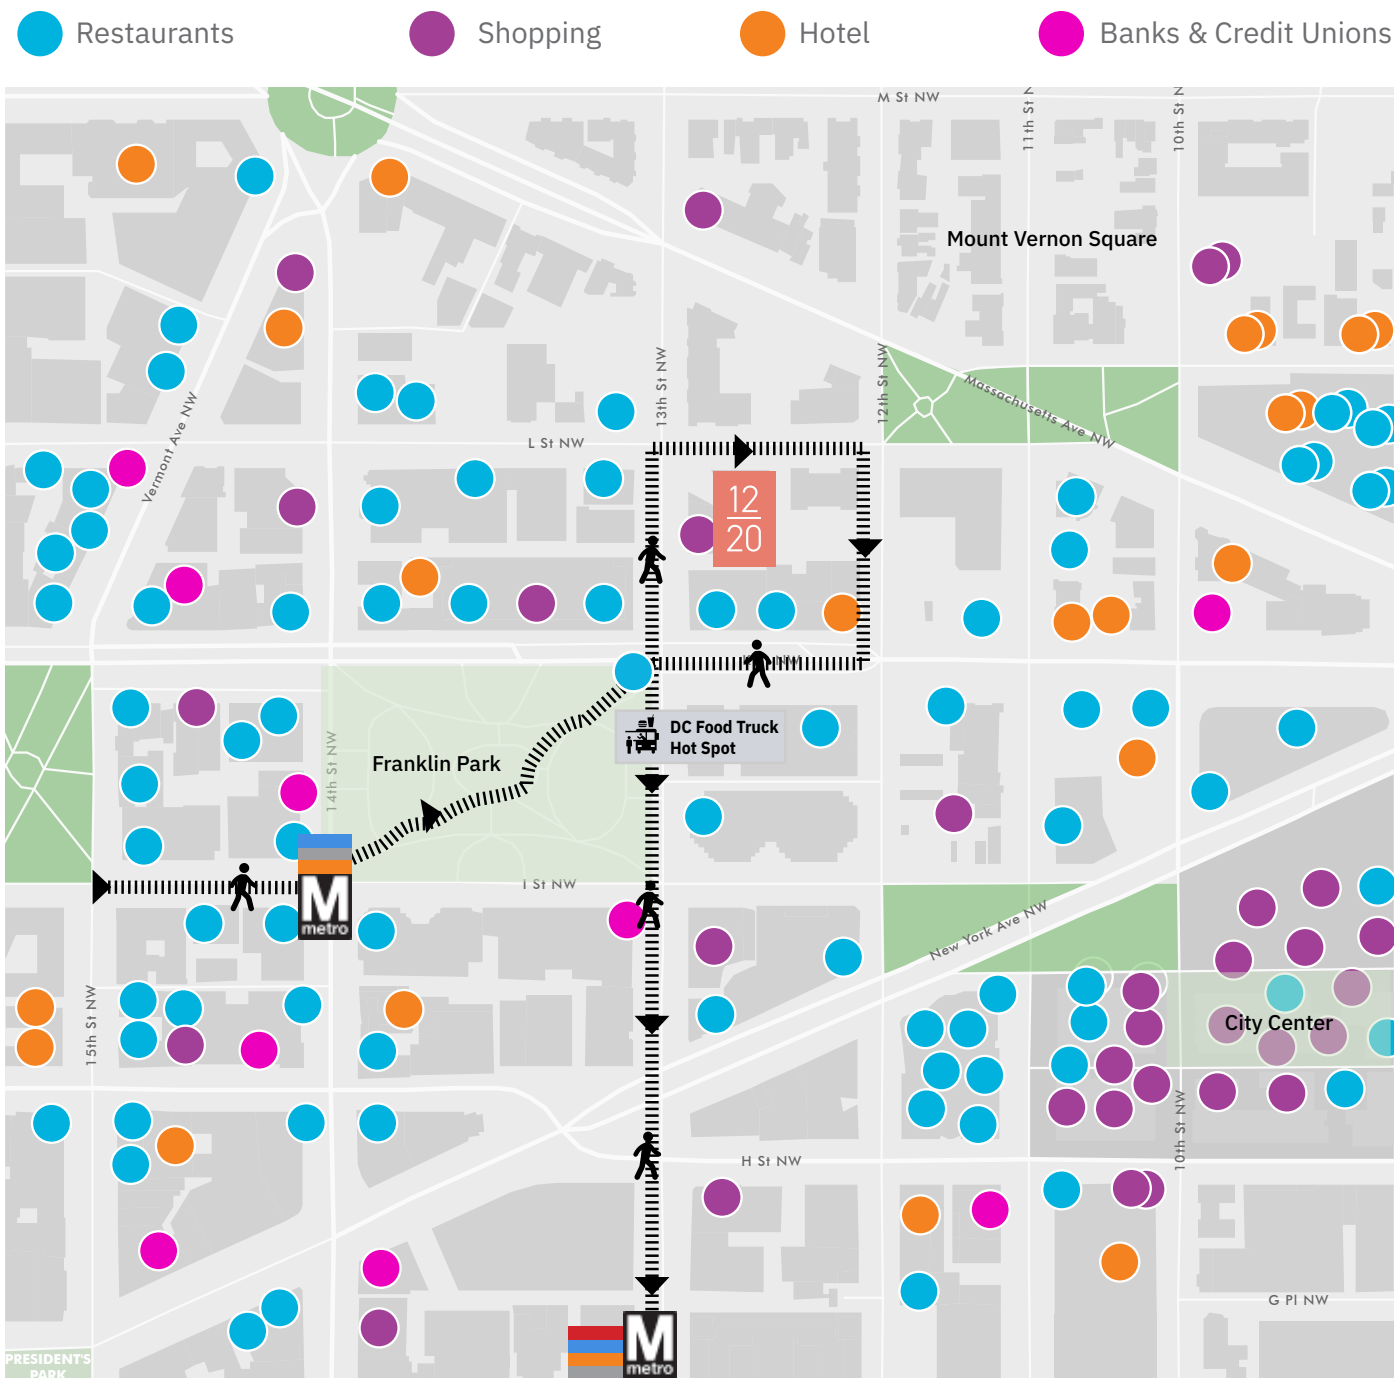 Restaurants
Shopping
Hotel
Banks & Credit Unions
M St NW
11th St N
10th St N
Mount Vernon Square
13th St NW
12th St NW
Massachusetts Ave NW
Vermont Ave NW
L St NW
12
20
NW
DC Food Truck
Hot Spot
Franklin Park
14th St NW
I St NW
M
metro
New York Ave NW
15th St NW
City Center
10th St NW
H St NW
G Pl NW
M
metro
PRESIDENT'S
PARK